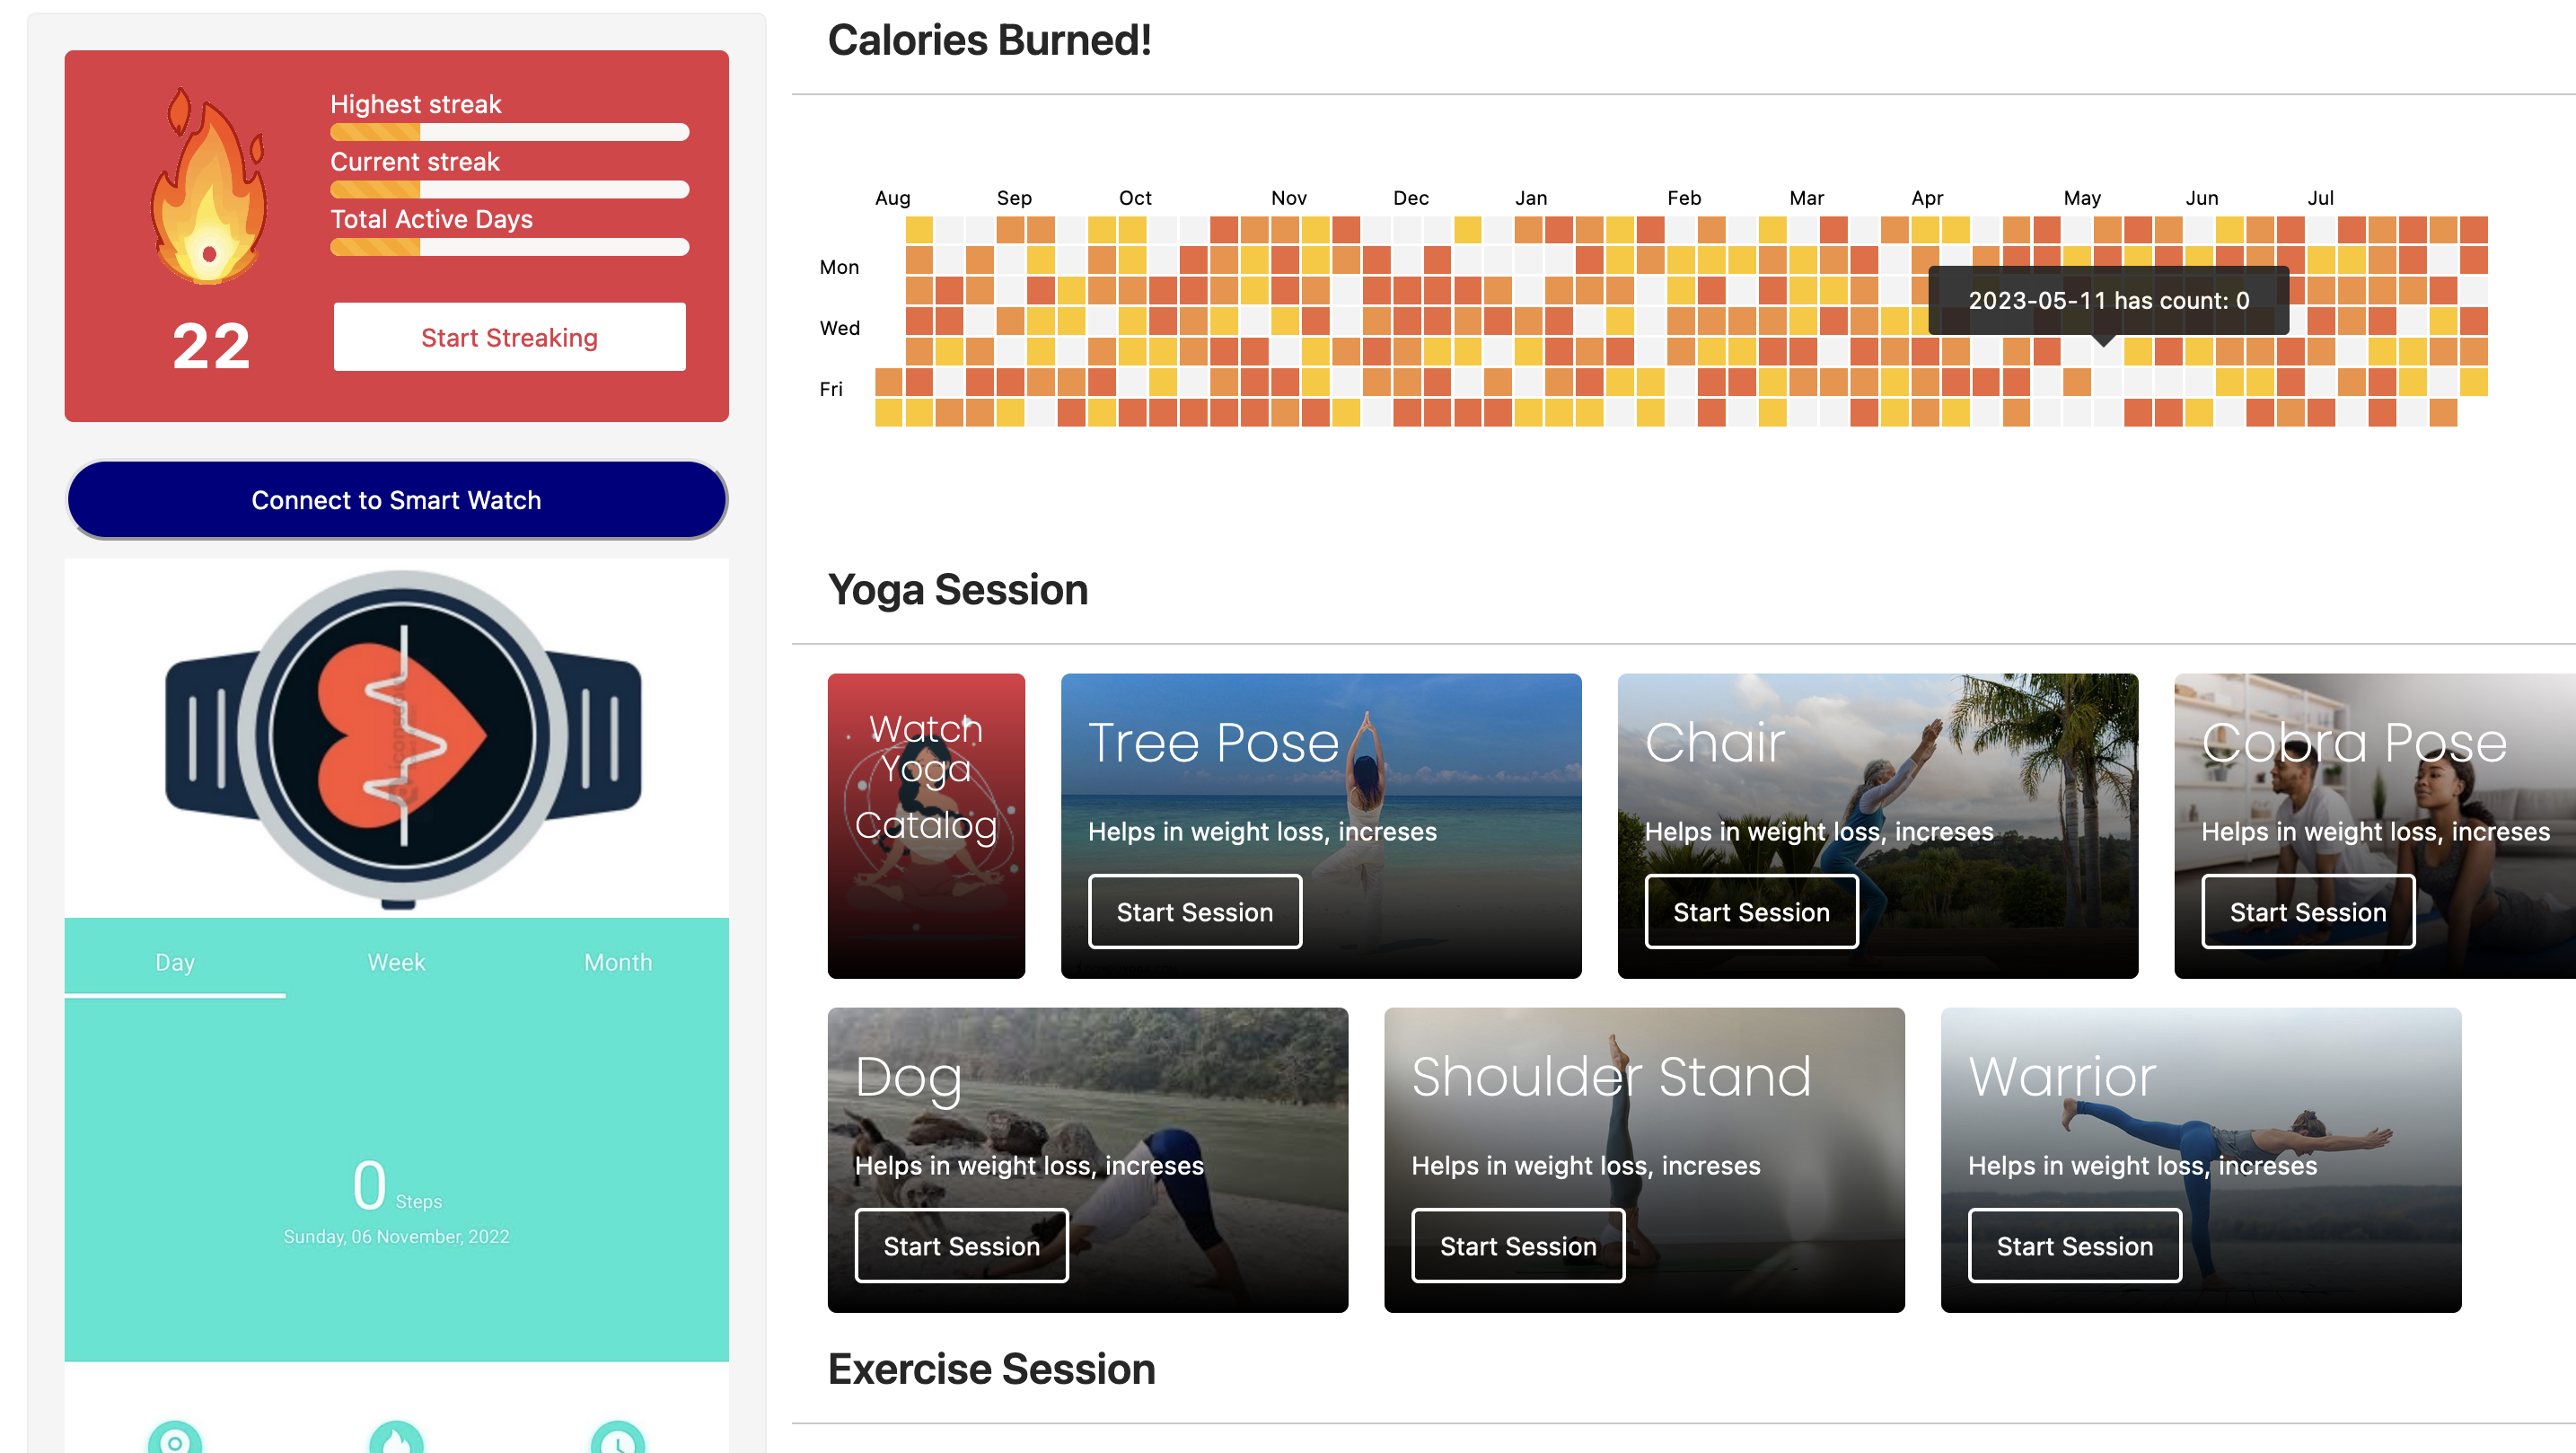 Highest streak
Current streak
Total Active Days
22
Start Streaking
Connect to Smart Watch
Day Week Month
0 Steps
Sunday, 06 November, 2022
Calories Burned!
Aug Sep Oct Nov Dec Jan Feb Mar Apr May Jun Jul
Mon
Wed
Fri
2023-05-11 has count: 0
Yoga Session
Watch
Yoga
Catalog
Tree Pose
Helps in weight loss, increses
Start Session
Chair
Helps in weight loss, increses
Start Session
Cobra Pose
Helps in weight loss, increses
Start Session
Dog
Helps in weight loss, increses
Start Session
Shoulder Stand
Helps in weight loss, increses
Start Session
Warrior
Helps in weight loss, increses
Start Session
Exercise Session